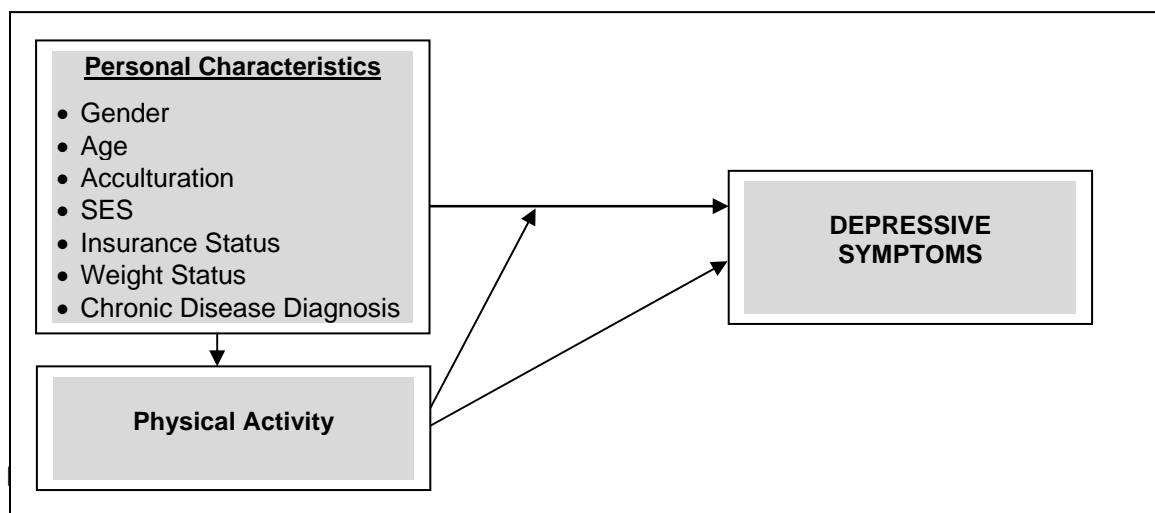 Personal Characteristics
• Gender
• Age
• Acculturation
• SES
• Insurance Status
• Weight Status
• Chronic Disease Diagnosis
DEPRESSIVE
SYMPTOMS
Physical Activity